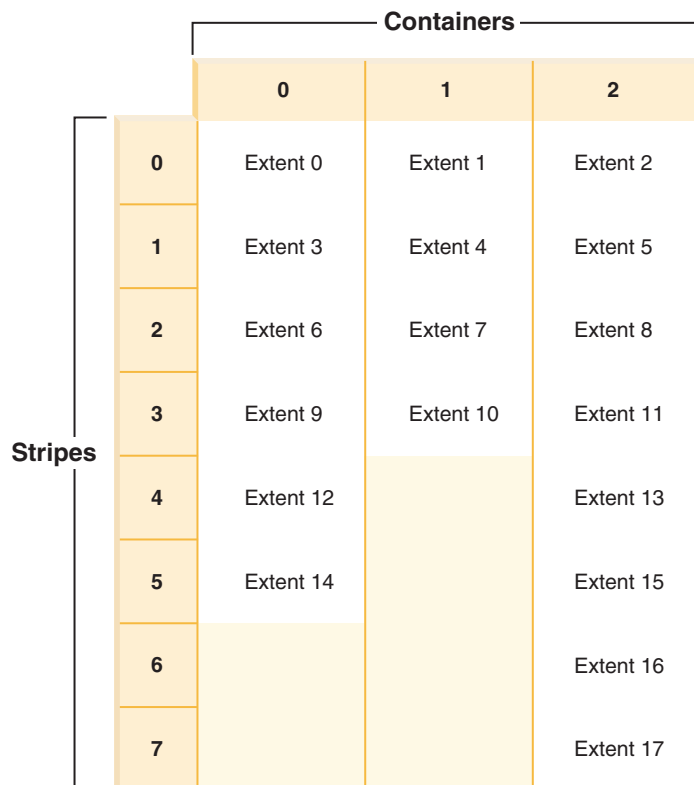 Containers
0 1 2
0 Extent 0 Extent 1 Extent 2
1 Extent 3 Extent 4 Extent 5
2 Extent 6 Extent 7 Extent 8
3 Extent 9 Extent 10 Extent 11
Stripes
4 Extent 12 Extent 13
5 Extent 14 Extent 15
6 Extent 16
7 Extent 17